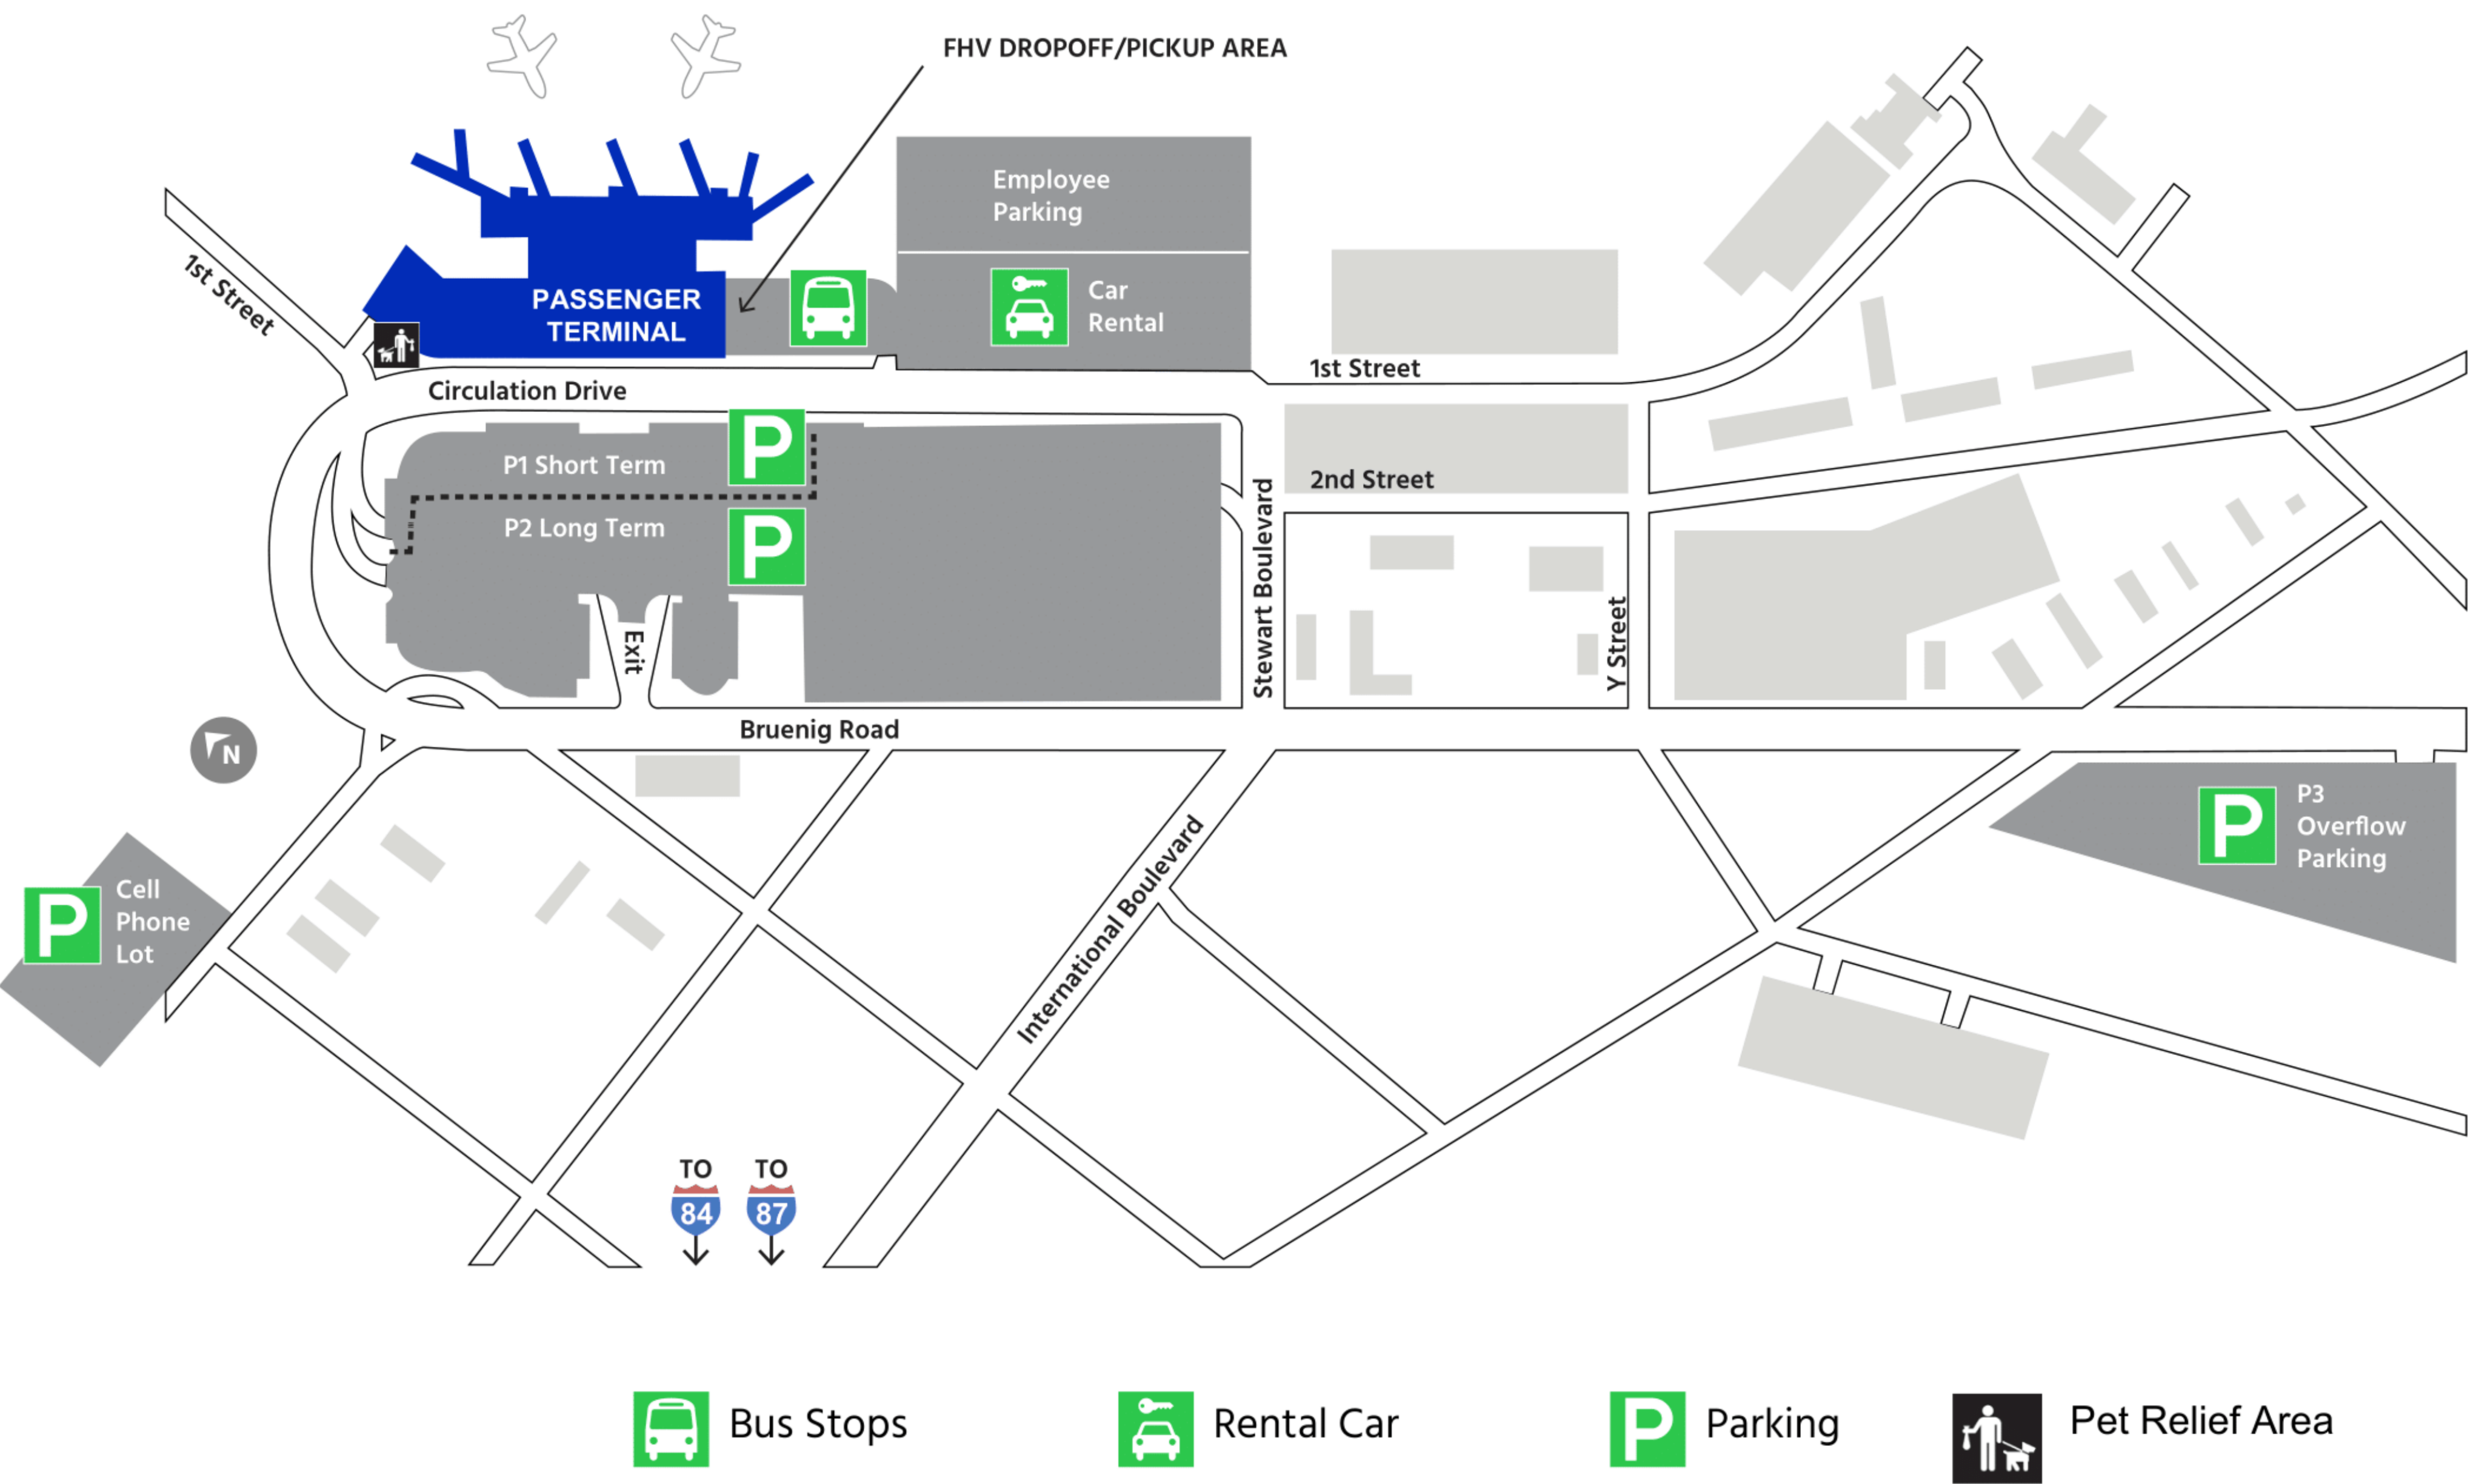 FHV DROPOFF/PICKUP AREA
Employee
Parking
1st Street
PASSENGER
TERMINAL
Car
Rental
Circulation Drive
1st Street
P
P1 Short Term
2nd Street
P2 Long Term
P
Stewart Boulevard
Y Street
Exit
Bruenig Road
N
P
P3
Overflow
Parking
International Boulevard
P
Cell
Phone
Lot
TO
84
TO
87
Bus Stops
Rental Car
P
Parking
Pet Relief Area